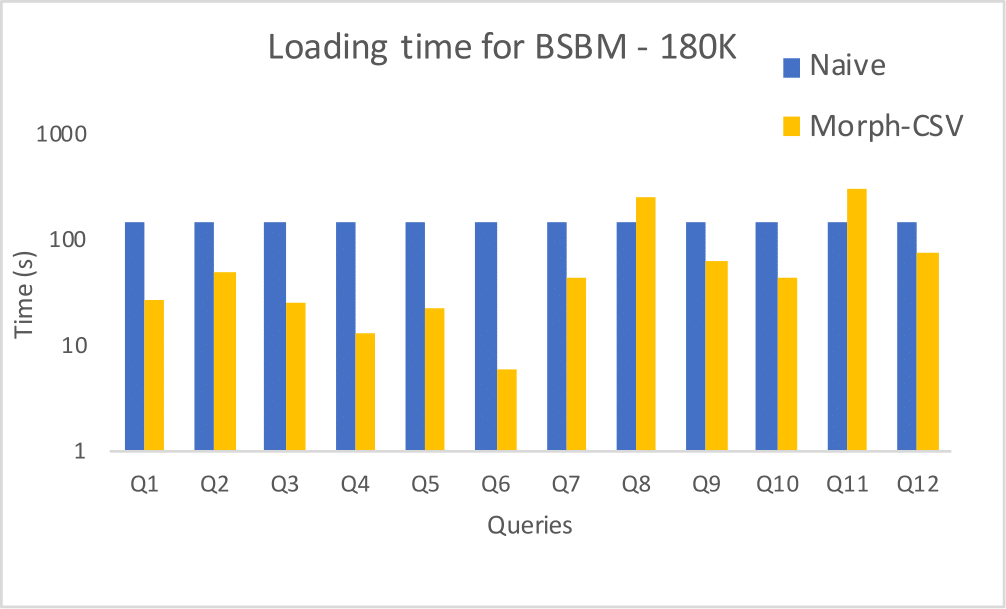 Loading time for BSBM - 180K
Naive
Morph-CSV
1000
100
10
1
Time (s)
Q1 Q2 Q3 Q4 Q5 Q6 Q7 Q8 Q9 Q10 Q11 Q12
Queries